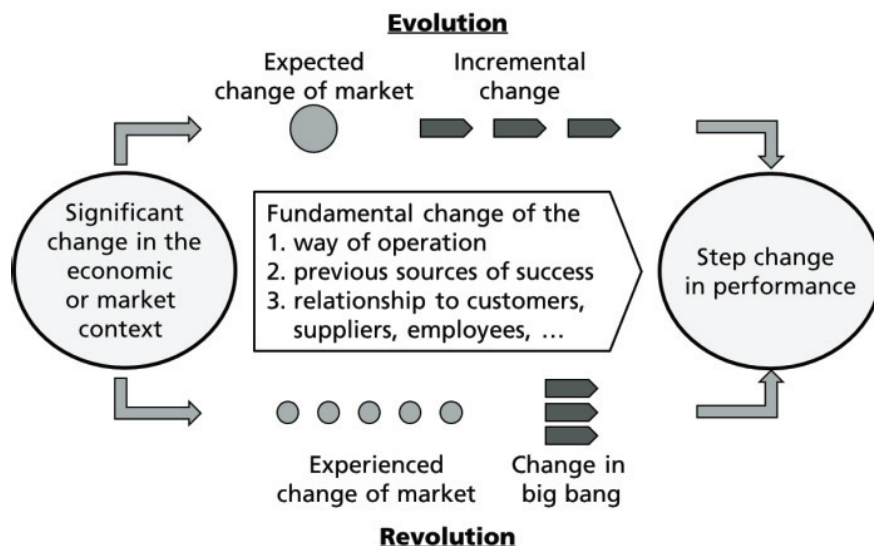 Evolution
Expected
change of market
Incremental
change
Significant
change in the
economic
or market
context
Fundamental change of the
1. way of operation
2. previous sources of success
3. relationship to customers,
suppliers, employees, …
Step change
in performance
Experienced
change of market
Change in
big bang
Revolution